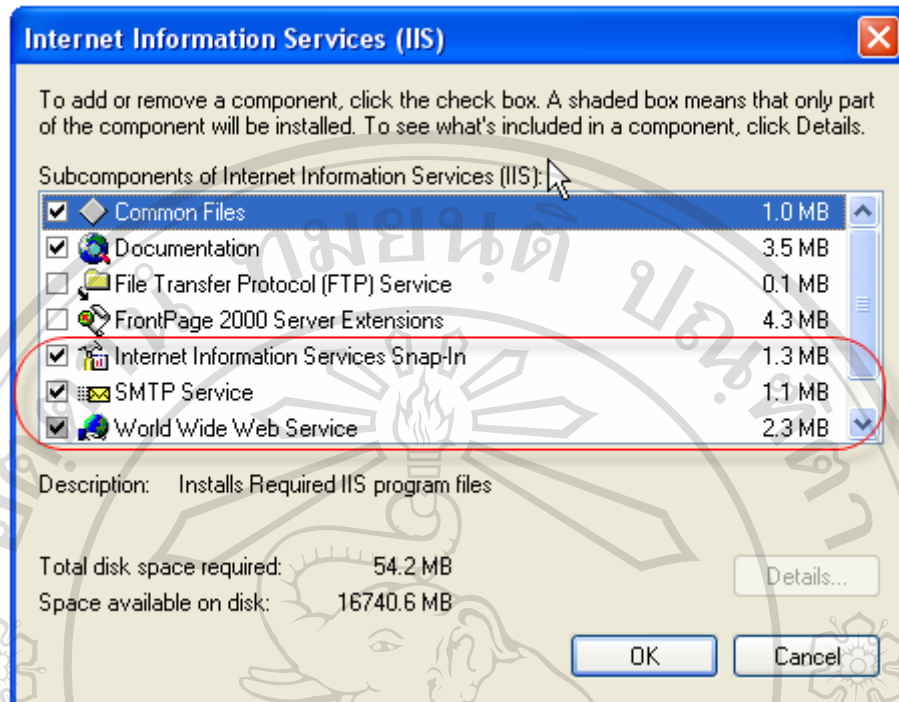 Internet Information Services (IIS)
To add or remove a component, click the check box. A shaded box means that only part
of the component will be installed. To see what's included in a component, click Details.
Subcomponents of Internet Information Services (IIS):
Common Files 1.0 MB
Documentation 3.5 MB
File Transfer Protocol (FTP) Service 0.1 MB
FrontPage 2000 Server Extensions 4.3 MB
Internet Information Services Snap-In 1.3 MB
SMTP Service 1.1 MB
World Wide Web Service 2.3 MB
Description: Installs Required IIS program files
Total disk space required: 54.2 MB
Details...
Space available on disk: 16740.6 MB
OK Cancel